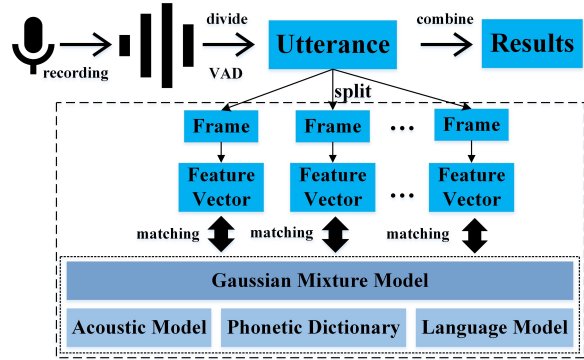 recording
divide
VAD
Utterance
combine
Results
split
Frame Frame ... Frame
Feature Vector
Feature Vector
...
Feature Vector
matching matching matching
Gaussian Mixture Model
Acoustic Model Phonetic Dictionary Language Model